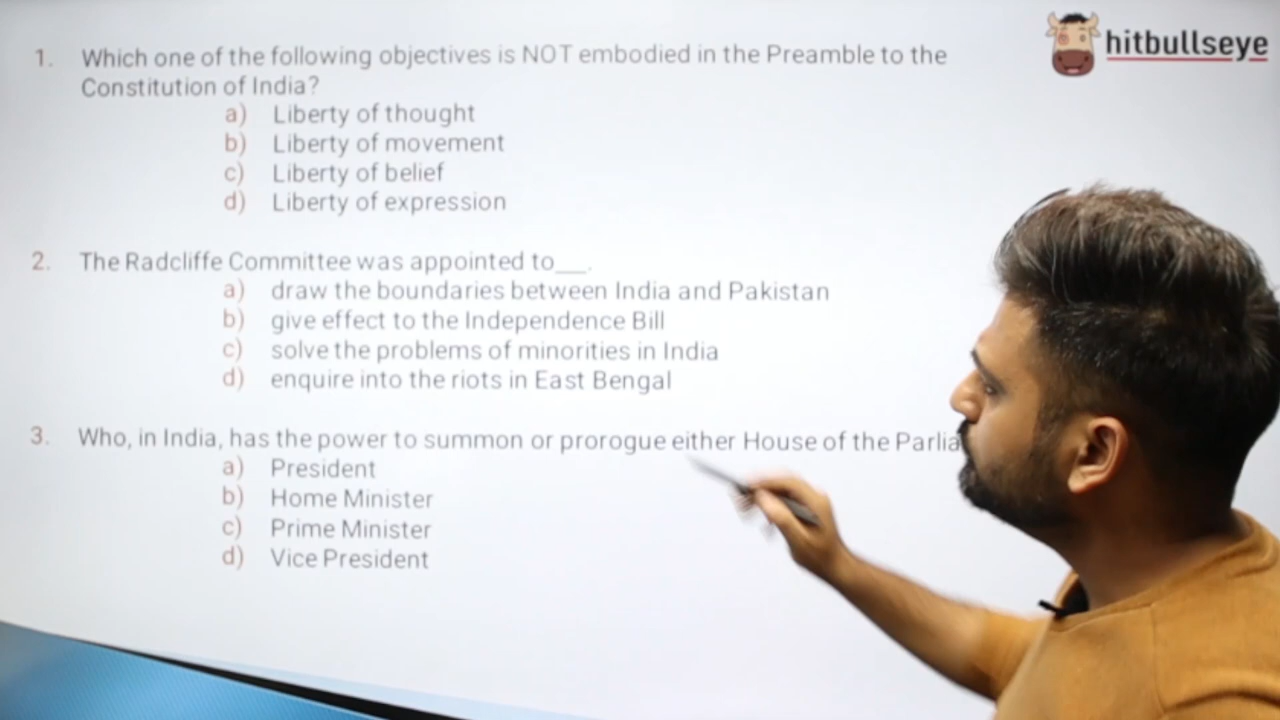 hitbullseye
1. Which one of the following objectives is NOT embodied in the Preamble to the
Constitution of India?
a) Liberty of thought
b) Liberty of movement
c) Liberty of belief
d) Liberty of expression
2. The Radcliffe Committee was appointed to___.
a) draw the boundaries between India and Pakistan
b) give effect to the Independence Bill
c) solve the problems of minorities in India
d) enquire into the riots in East Bengal
3. Who, in India, has the power to summon or prorogue either House of the Parlia
a) President
b) Home Minister
c) Prime Minister
d) Vice President